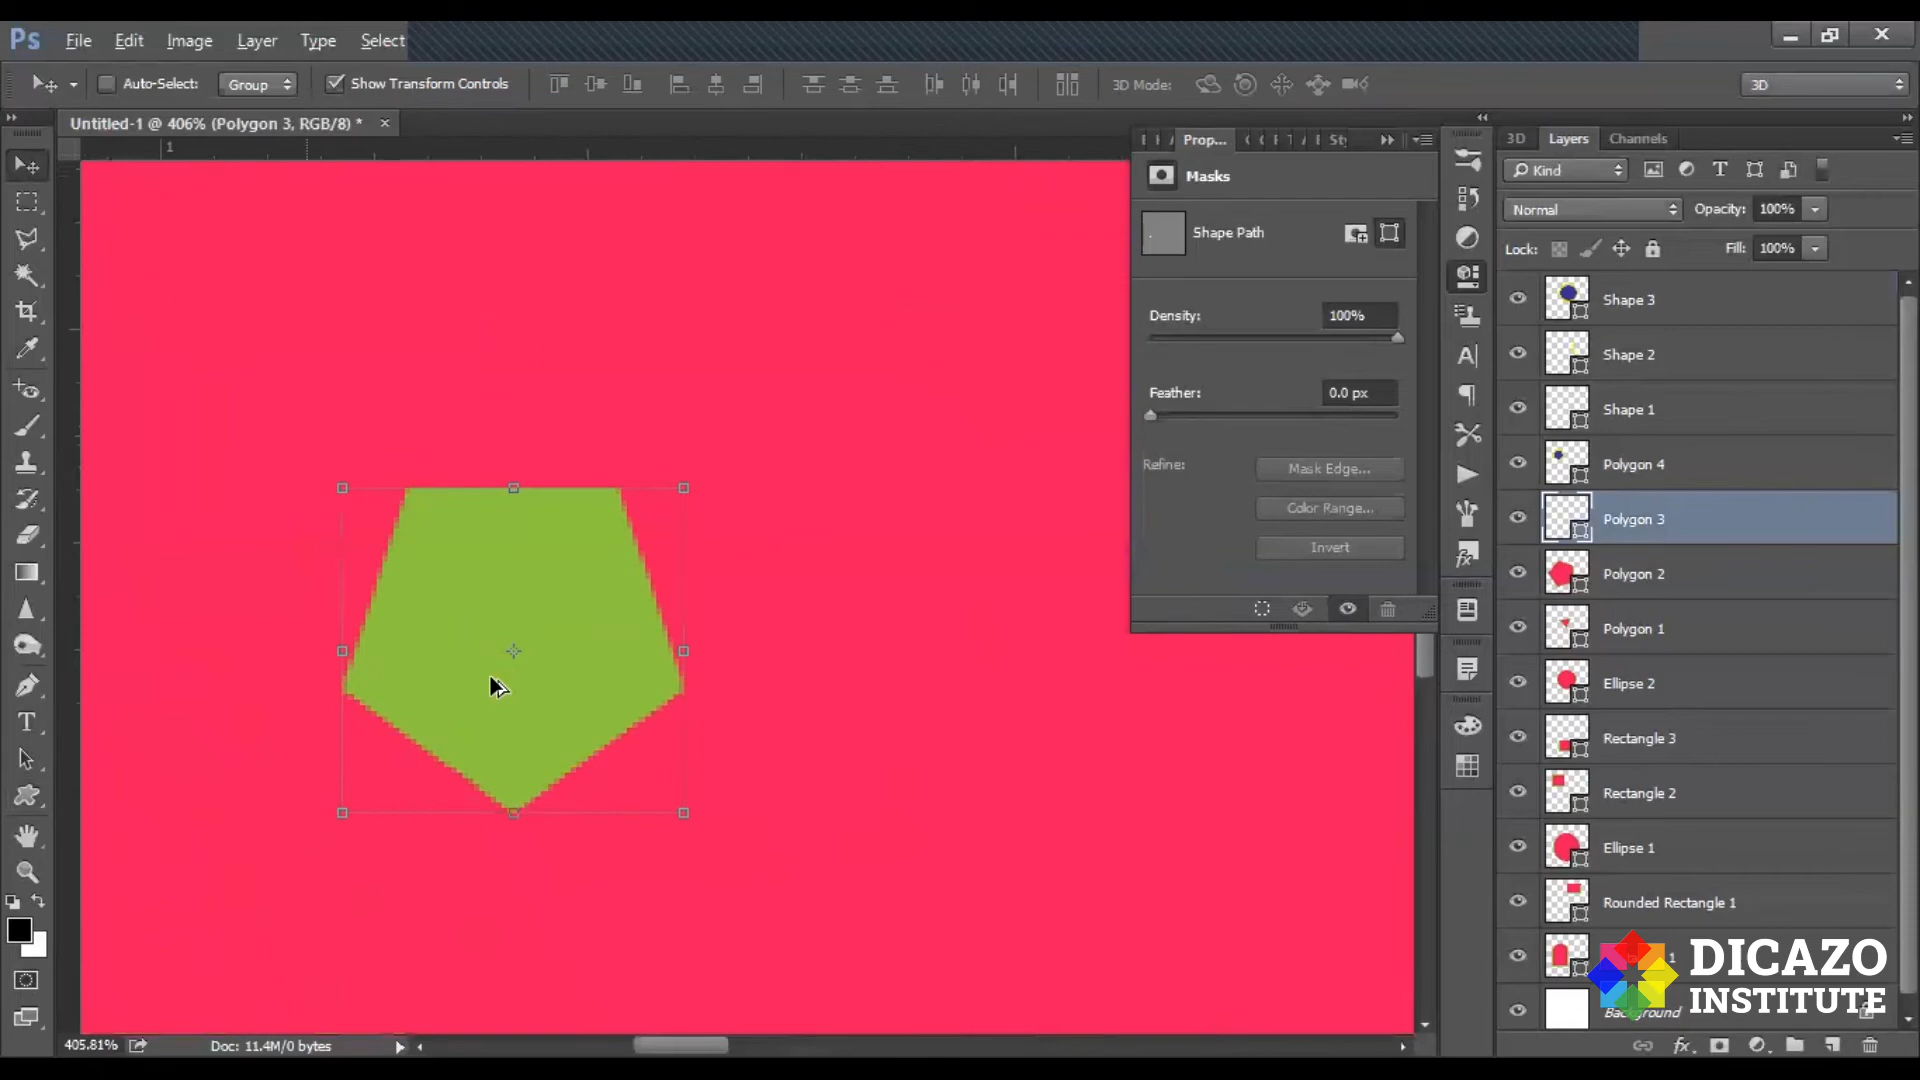 Ps File Edit Image Layer Type Select
Auto-Select: Group Show Transform Controls 3D Mode: 3D
Untitled-1 @ 406% (Polygon 3, RGB/8) * ×
1
Prop...
Masks
Shape Path
Density: 100%
Feather: 0.0 px
Refine: Mask Edge...
Color Range...
Invert
3D Layers Channels
Kind
Normal Opacity: 100%
Lock: Fill: 100%
Shape 3
Shape 2
Shape 1
Polygon 4
Polygon 3
Polygon 2
Polygon 1
Ellipse 2
Rectangle 3
Rectangle 2
Ellipse 1
Rounded Rectangle 1
1
Background
DICAZO
INSTITUTE
405.81% Doc: 11.4M/0 bytes